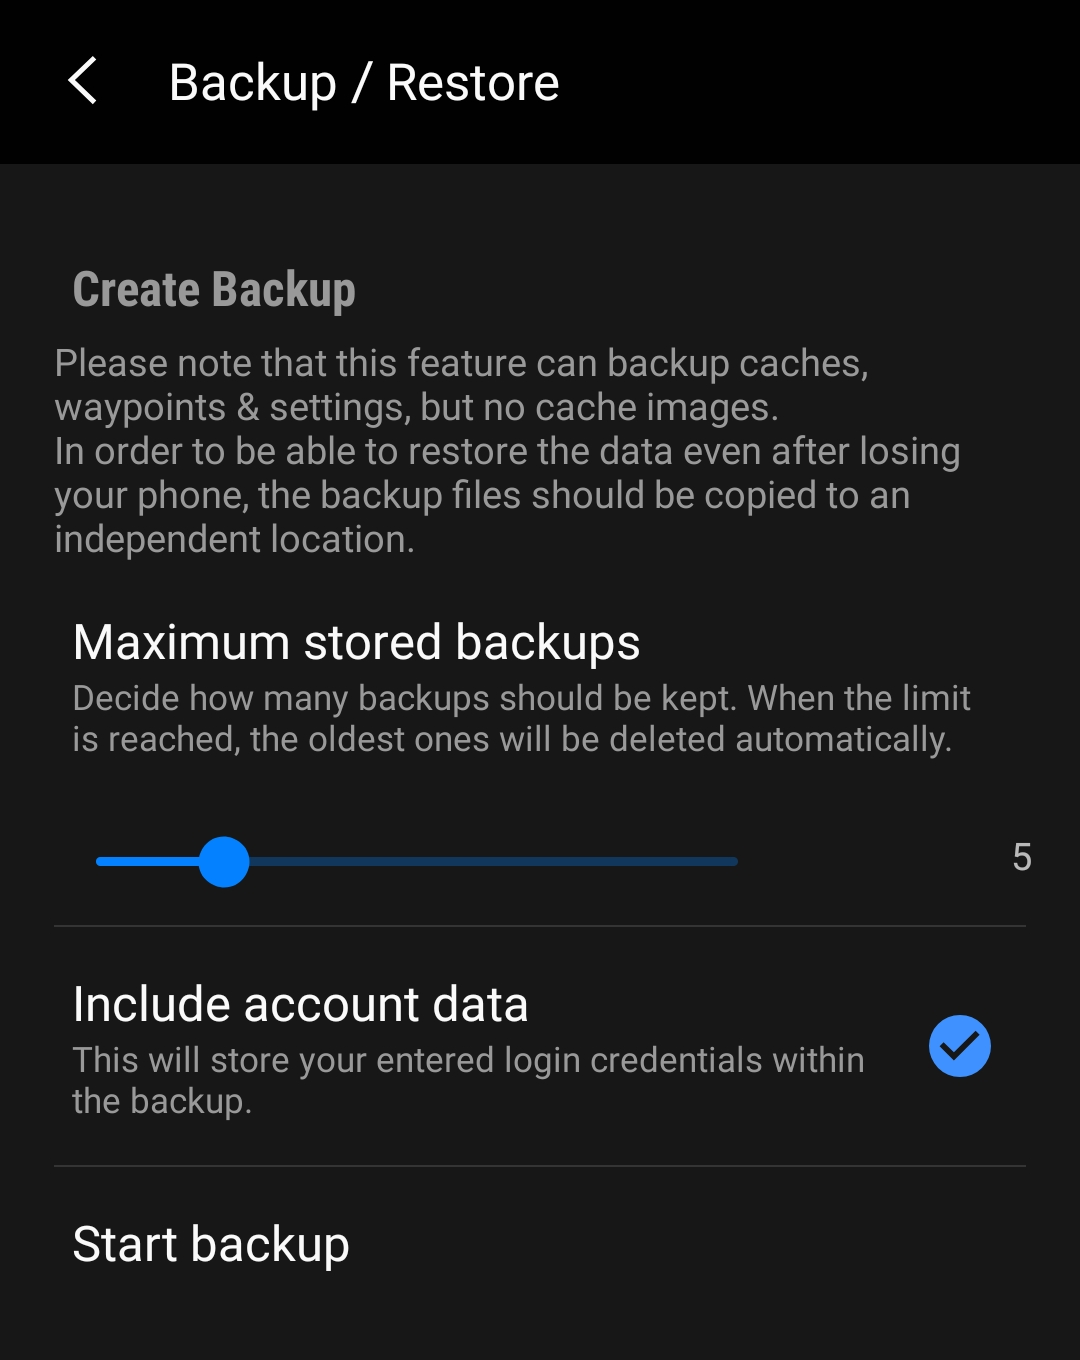 Backup / Restore
Create Backup
Please note that this feature can backup caches,
waypoints & settings, but no cache images.
In order to be able to restore the data even after losing
your phone, the backup files should be copied to an
independent location.
Maximum stored backups
Decide how many backups should be kept. When the limit
is reached, the oldest ones will be deleted automatically.
5
Include account data
This will store your entered login credentials within
the backup.
Start backup